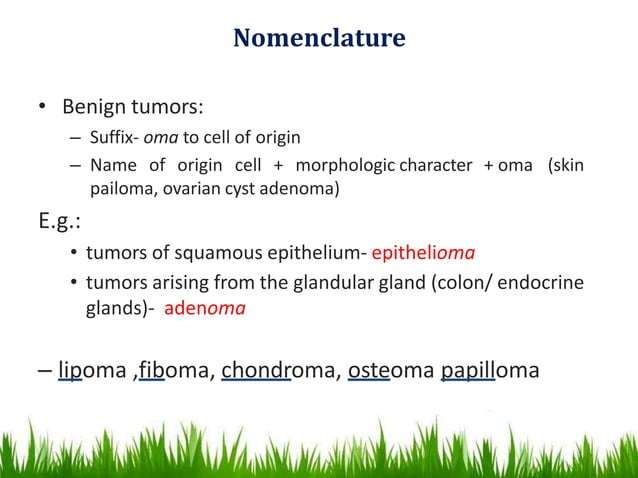 Nomenclature
• Benign tumors:
– Suffix- oma to cell of origin
– Name of origin cell + morphologic character + oma (skin
pailoma, ovarian cyst adenoma)
E.g.:
• tumors of squamous epithelium- epithelioma
• tumors arising from the glandular gland (colon/ endocrine
glands)- adenoma
– lipoma ,fiboma, chondroma, osteoma papilloma